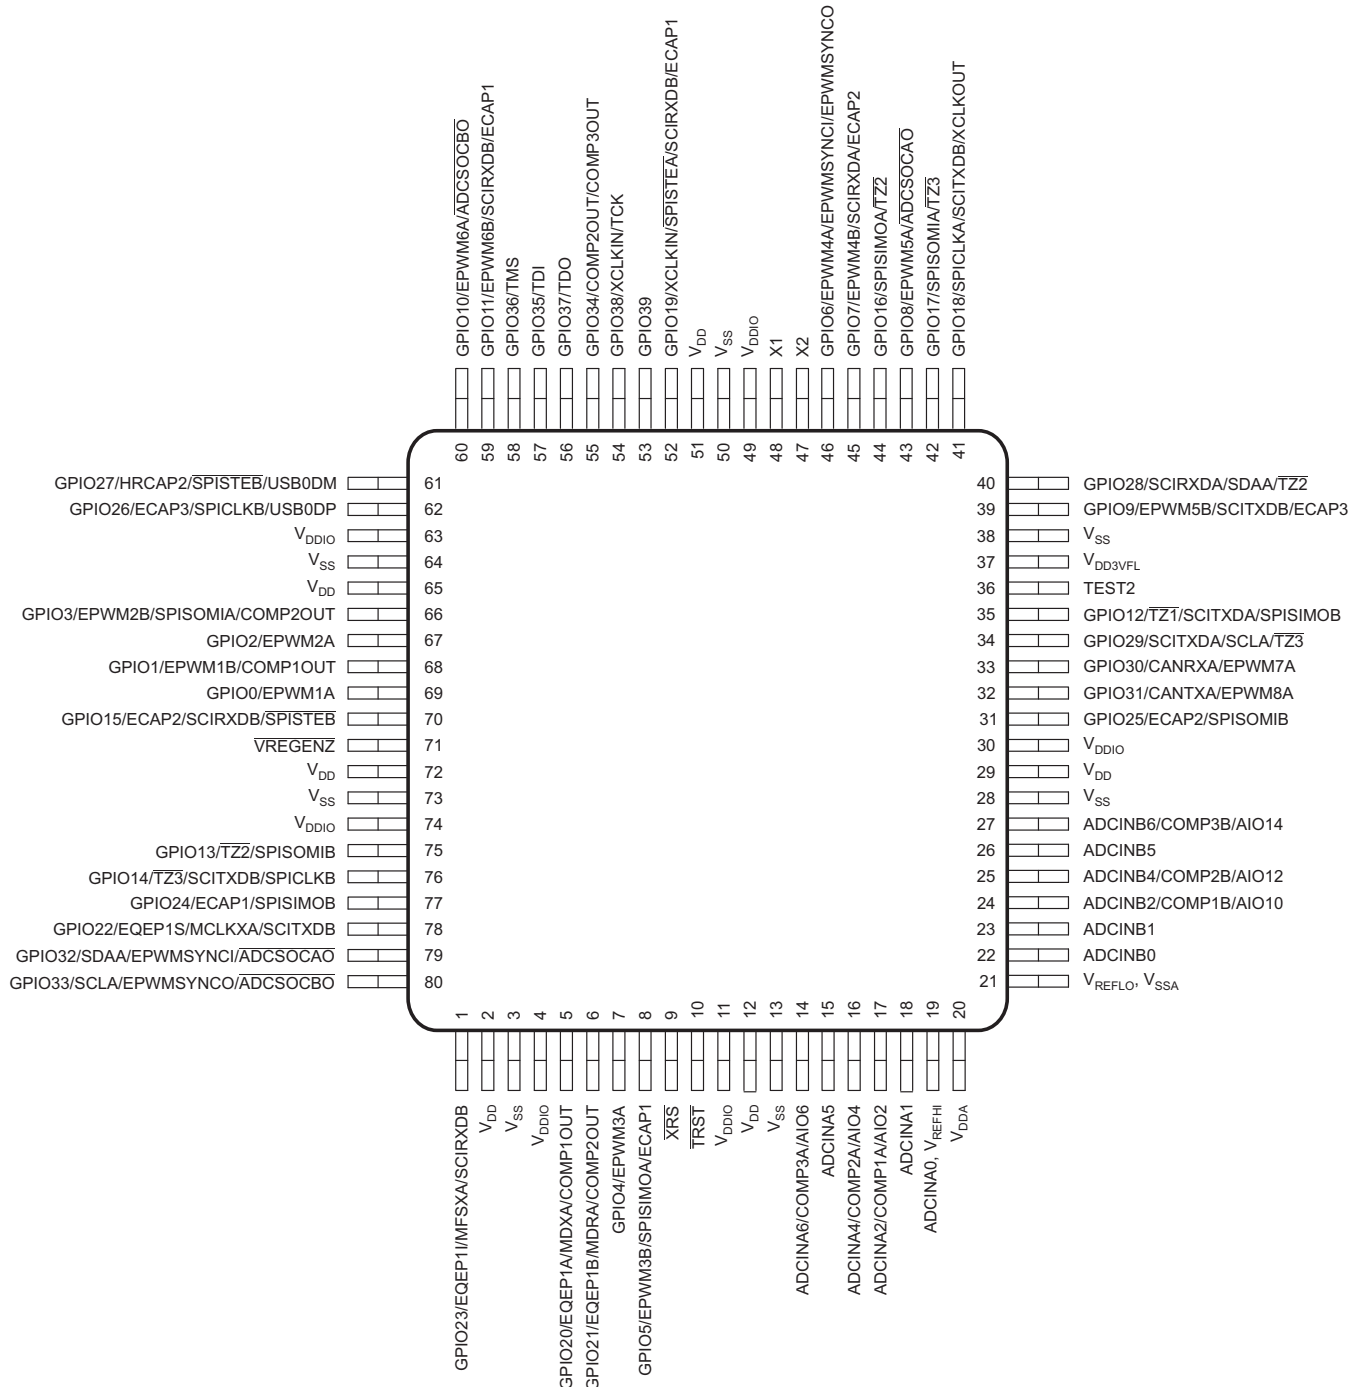 GPIO10/EPWM6A/ADCSOCBO
GPIO11/EPWM6B/SCIRXDB/ECAP1
GPIO36/TMS
GPIO35/TDI
GPIO37/TDO
GPIO34/COMP2OUT/COMP3OUT
GPIO38/XCLKIN/TCK
GPIO39
GPIO19/XCLKIN/SPISTEA/SCIRXDB/ECAP1
VDD
VSS
VDDIO
X1
X2
GPIO6/EPWM4A/EPWMSYNCI/EPWMSYNCO
GPIO7/EPWM4B/SCIRXDA/ECAP2
GPIO16/SPISIMOA/TZ2
GPIO8/EPWM5A/ADCSOCAO
GPIO17/SPISOMIA/TZ3
GPIO18/SPICLKA/SCITXDB/XCLKOUT
60 59 58 57 56 55 54 53 52 51 50 49 48 47 46 45 44 43 42 41
GPIO27/HRCAP2/SPISTEB/USB0DM 61
GPIO26/ECAP3/SPICLKB/USB0DP 62
VDDIO 63
VSS 64
VDD 65
GPIO3/EPWM2B/SPISOMIA/COMP2OUT 66
GPIO2/EPWM2A 67
GPIO1/EPWM1B/COMP1OUT 68
GPIO0/EPWM1A 69
GPIO15/ECAP2/SCIRXDB/SPISTEB 70
VREGENZ 71
VDD 72
VSS 73
VDDIO 74
GPIO13/TZ2/SPISOMIB 75
GPIO14/TZ3/SCITXDB/SPICLKB 76
GPIO24/ECAP1/SPISIMOB 77
GPIO22/EQEP1S/MCLKXA/SCITXDB 78
GPIO32/SDAA/EPWMSYNCI/ADCSOCAO 79
GPIO33/SCLA/EPWMSYNCO/ADCSOCBO 80
40 GPIO28/SCIRXDA/SDAA/TZ2
39 GPIO9/EPWM5B/SCITXDB/ECAP3
38 VSS
37 VDD3VFL
36 TEST2
35 GPIO12/TZ1/SCITXDA/SPISIMOB
34 GPIO29/SCITXDA/SCLA/TZ3
33 GPIO30/CANRXA/EPWM7A
32 GPIO31/CANTXA/EPWM8A
31 GPIO25/ECAP2/SPISOMIB
30 VDDIO
29 VDD
28 VSS
27 ADCINB6/COMP3B/AIO14
26 ADCINB5
25 ADCINB4/COMP2B/AIO12
24 ADCINB2/COMP1B/AIO10
23 ADCINB1
22 ADCINB0
21 VREFLO, VSSA
1 2 3 4 5 6 7 8 9 10 11 12 13 14 15 16 17 18 19 20
GPIO23/EQEP1I/MFSXA/SCIRXDB
VDD
VSS
VDDIO
GPIO20/EQEP1A/MDXA/COMP1OUT
GPIO21/EQEP1B/MDRA/COMP2OUT
GPIO4/EPWM3A
GPIO5/EPWM3B/SPISIMOA/ECAP1
XRS
TRST
VDDIO
VDD
VSS
ADCINA6/COMP3A/AIO6
ADCINA5
ADCINA4/COMP2A/AIO4
ADCINA2/COMP1A/AIO2
ADCINA1
ADCINA0, VREFHI
VDDA